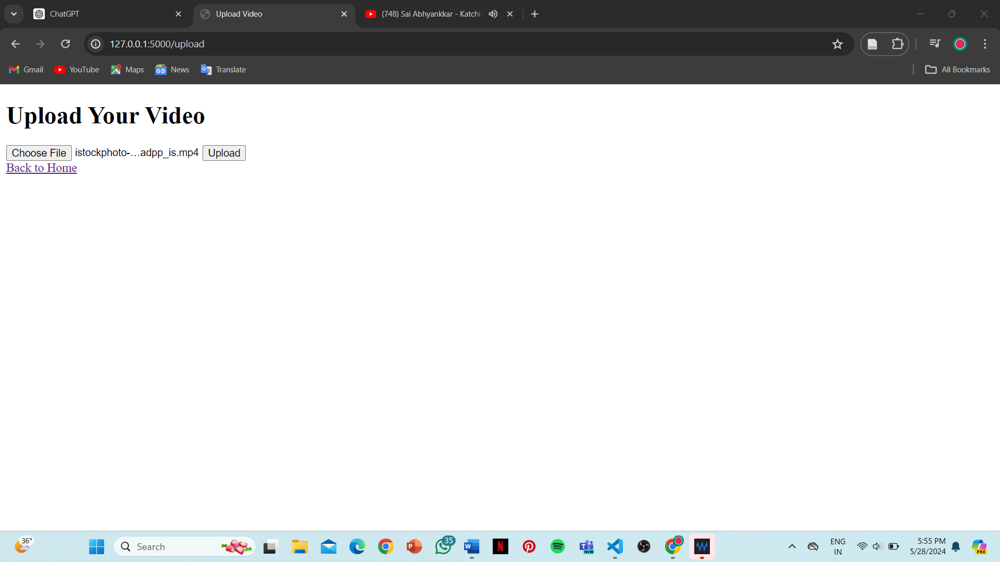 ChatGPT
Upload Video
(748) Sai Abhyankkar - Katchi
127.0.0.1:5000/upload
Gmail
YouTube
Maps
News
Translate
All Bookmarks
Upload Your Video
Choose File istockphoto-…adpp_is.mp4 Upload
Back to Home
36°
Search
35
NEW
ENG
IN
5:55 PM
5/28/2024
PRE